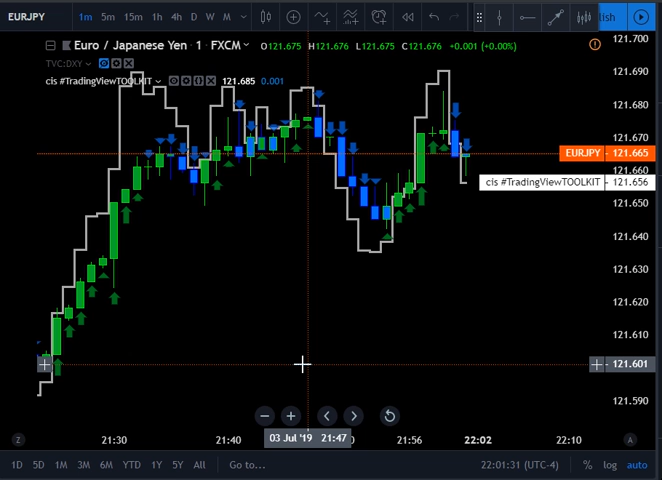 EURJPY 1m 5m 15m 1h 4h D W M lish
Euro / Japanese Yen · 1 · FXCM O121.675 H121.676 L121.675 C121.676 +0.001 (+0.00%)
TVC:DXY
cis #TradingViewTOOLKIT 121.685 0.001
121.700
121.690
121.680
121.670
EURJPY 121.665
121.660
cis #TradingViewTOOLKIT 121.656
121.650
121.640
121.630
121.620
121.610
121.601
121.590
Z 21:30 21:40 03 Jul '19 21:47 0 21:56 22:02 22:10 A
1D 5D 1M 3M 6M YTD 1Y 5Y All Go to... 22:01:31 (UTC-4) % log auto